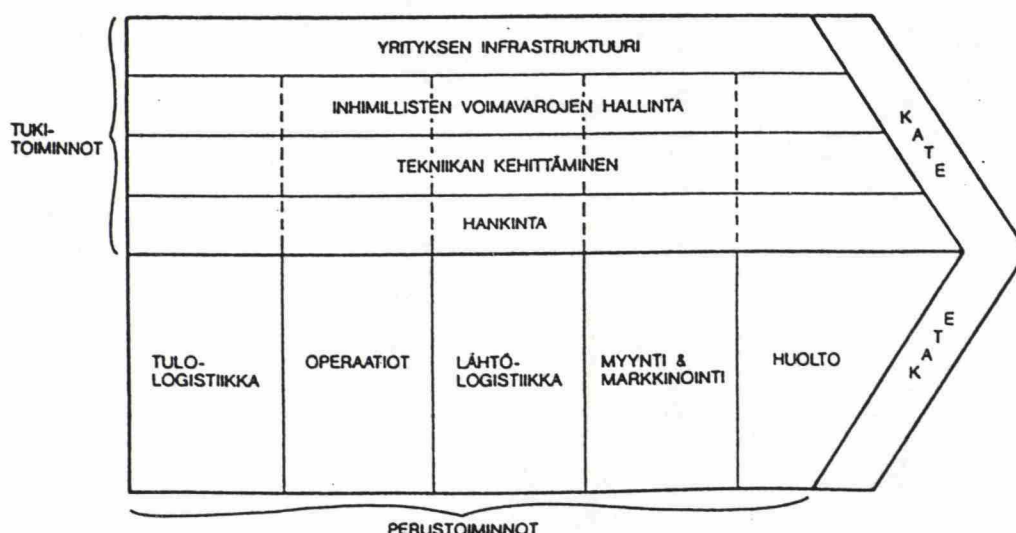 YRITYKSEN INFRASTRUKTUURI
INHIMILLISTEN VOIMAVAROJEN HALLINTA
TUKI-
TOIMINNOT
TEKNIIKAN KEHITTÄMINEN
HANKINTA
KATE
TULO-
LOGISTIIKKA
OPERAATIOT
LÄHTÖ-
LOGISTIIKKA
MYYNTI &
MARKKINOINTI
HUOLTO
KATE
PERUSTOIMINNOT